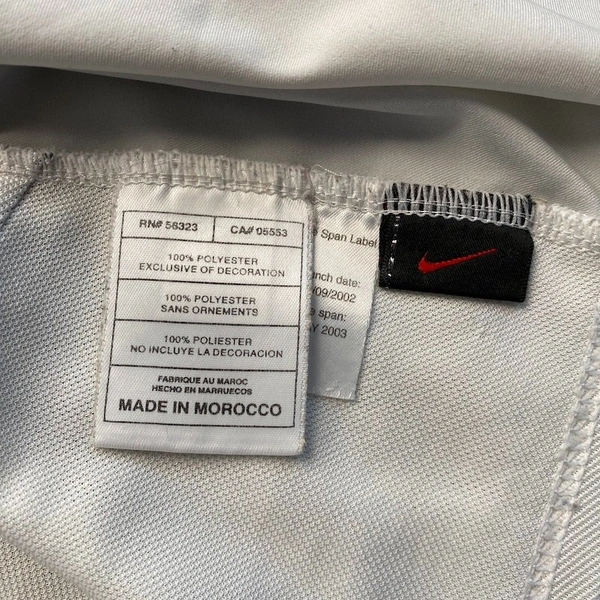 RN# 56323 CA# 05553
100% POLYESTER
EXCLUSIVE OF DECORATION
100% POLYESTER
SANS ORNEMENTS
100% POLIESTER
NO INCLUYE LA DECORACION
FABRIQUE AU MAROC
HECHO EN MARRUECOS
MADE IN MOROCCO
Span Label
date:
/09/2002
span:
2003